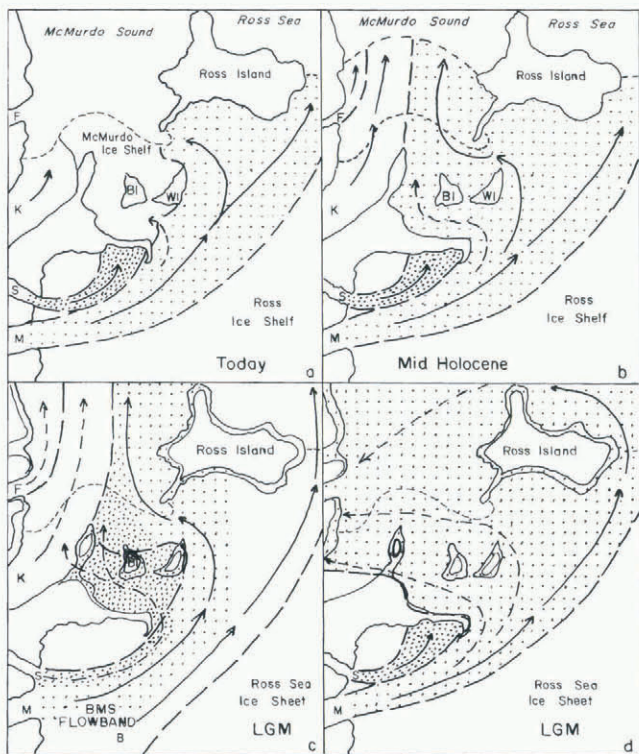 McMurdo Sound
Ross Sea
Ross Island
F
McMurdo
Ice Shelf
BI
WI
K
S
M
Ross
Ice Shelf
Today
a
McMurdo Sound
Ross Sea
Ross Island
F
BI
WI
K
S
M
Ross
Ice Shelf
Mid Holocene
b
Ross Island
F
K
S
M
BMS
FLOWBAND
B
Ross Sea
Ice Sheet
LGM
c
Ross Island
F
K
S
M
Ross Sea
Ice Sheet
LGM
d